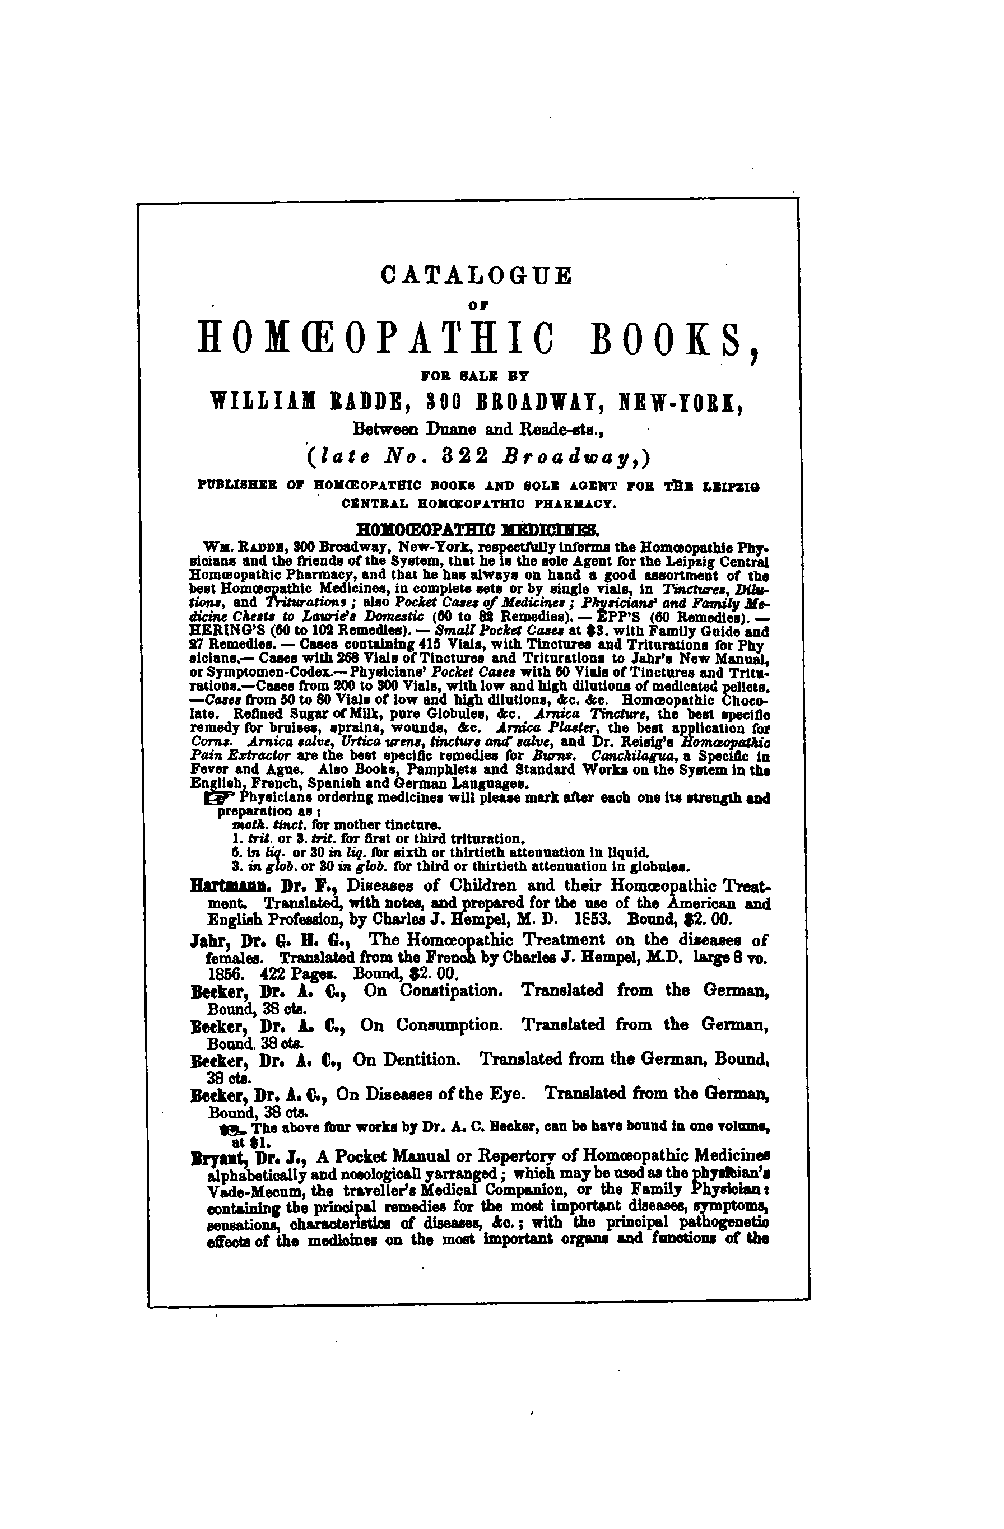 CATALOGUE
OF
HOMŒOPATHIC BOOKS,
FOR SALE BY
WILLIAM RADDE, 300 BROADWAY, NEW-YORK,
Between Duane and Reade-sts.,
(late No. 322 Broadway,)
PUBLISHER OF HOMŒOPATHIC BOOKS AND SOLE AGENT FOR THE LEIPZIG
CENTRAL HOMŒOPATHIC PHARMACY.
HOMOŒOPATHIC MEDICINES.
WM. RADDE, 300 Broadway, New-York, respectfully informs the Homœopathic Phy-
sicians and the friends of the System, that he is the sole Agent for the Leipzig Central
Homœopathic Pharmacy, and that he has always on hand a good assortment of the
best Homœopathic Medicines, in complete sets or by single vials, in Tinctures, Dilu-
tions, and Triturations; also Pocket Cases of Medicines; Physicians' and Family Me-
dicine Chests to Laurie's Domestic (60 to 82 Remedies). — EPP'S (60 Remedies). —
HERING'S (60 to 102 Remedies). — Small Pocket Cases at $3. with Family Guide and
27 Remedies. — Cases containing 415 Vials, with Tinctures and Triturations for Phy
sicians.— Cases with 268 Vials of Tinctures and Triturations to Jahr's New Manual,
or Symptomen-Codex.— Physicians' Pocket Cases with 60 Vials of Tinctures and Tritu-
rations.—Cases from 200 to 300 Vials, with low and high dilutions of medicated pellets.
—Cases from 50 to 80 Vials of low and high dilutions, &c. &c. Homœopathic Choco-
late. Refined Sugar of Milk, pure Globules, &c. Arnica Tincture, the best specific
remedy for bruises, sprains, wounds, &c. Arnica Plaster, the best application for
Corns. Arnica salve, Urtica urens, tincture and salve, and Dr. Reisig's Homœopathic
Pain Extractor are the best specific remedies for Burns. Canchilagua, a Specific in
Fever and Ague. Also Books, Pamphlets and Standard Works on the System in the
English, French, Spanish and German Languages.
☞ Physicians ordering medicines will please mark after each one its strength and
preparation as;
moth. tinct. for mother tincture.
1. trit. or 3. trit. for first or third trituration.
6. in liq. or 30 in liq. for sixth or thirtieth attenuation in liquid.
3. in glob. or 30 in glob. for third or thirtieth attenuation in globules.
Hartmann. Dr. F., Diseases of Children and their Homœopathic Treat-
ment. Translated, with notes, and prepared for the use of the American and
English Profession, by Charles J. Hempel, M. D. 1853. Bound, $2. 00.
Jahr, Dr. G. H. G., The Homœopathic Treatment on the diseases of
females. Translated from the French by Charles J. Hempel, M.D. large 8 vo.
1856. 422 Pages. Bound, $2. 00.
Becker, Dr. A. C., On Constipation. Translated from the German,
Bound, 38 cts.
Becker, Dr. A. C., On Consumption. Translated from the German,
Bound. 38 cts.
Becker, Dr. A. C., On Dentition. Translated from the German, Bound,
38 cts.
Becker, Dr. A. C., On Diseases of the Eye. Translated from the German,
Bound, 38 cts.
☞ The above four works by Dr. A. C. Becker, can be have bound in one volume,
at $1.
Bryant, Dr. J., A Pocket Manual or Repertory of Homœopathic Medicines
alphabetically and nosologicall yarranged; which may be used as the physician's
Vade-Mecum, the traveller's Medical Companion, or the Family Physician:
containing the principal remedies for the most important diseases, symptoms,
sensations, characteristics of diseases, &c.; with the principal pathogenetic
effects of the medicines on the most important organs and functions of the